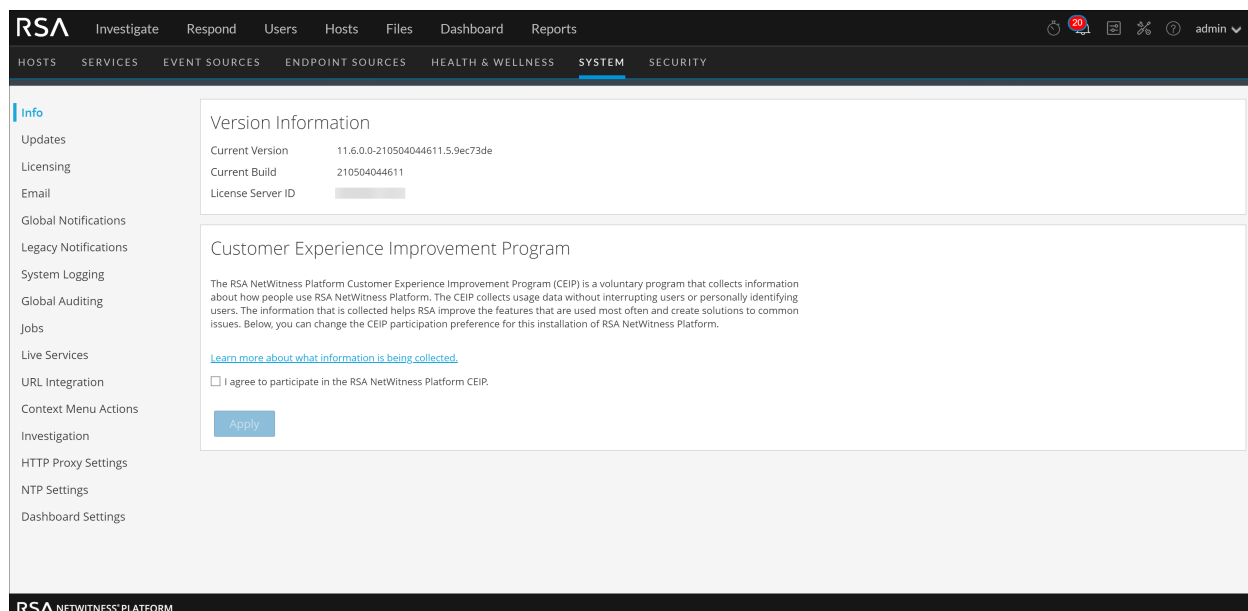 RSA Investigate Respond Users Hosts Files Dashboard Reports 20 admin
HOSTS SERVICES EVENT SOURCES ENDPOINT SOURCES HEALTH & WELLNESS SYSTEM SECURITY
Info
Updates
Licensing
Email
Global Notifications
Legacy Notifications
System Logging
Global Auditing
Jobs
Live Services
URL Integration
Context Menu Actions
Investigation
HTTP Proxy Settings
NTP Settings
Dashboard Settings
Version Information
Current Version 11.6.0.0-210504044611.5.9ec73de
Current Build 210504044611
License Server ID
Customer Experience Improvement Program
The RSA NetWitness Platform Customer Experience Improvement Program (CEIP) is a voluntary program that collects information
about how people use RSA NetWitness Platform. The CEIP collects usage data without interrupting users or personally identifying
users. The information that is collected helps RSA improve the features that are used most often and create solutions to common
issues. Below, you can change the CEIP participation preference for this installation of RSA NetWitness Platform.
Learn more about what information is being collected.
I agree to participate in the RSA NetWitness Platform CEIP.
Apply
RSA NETWITNESS® PLATFORM